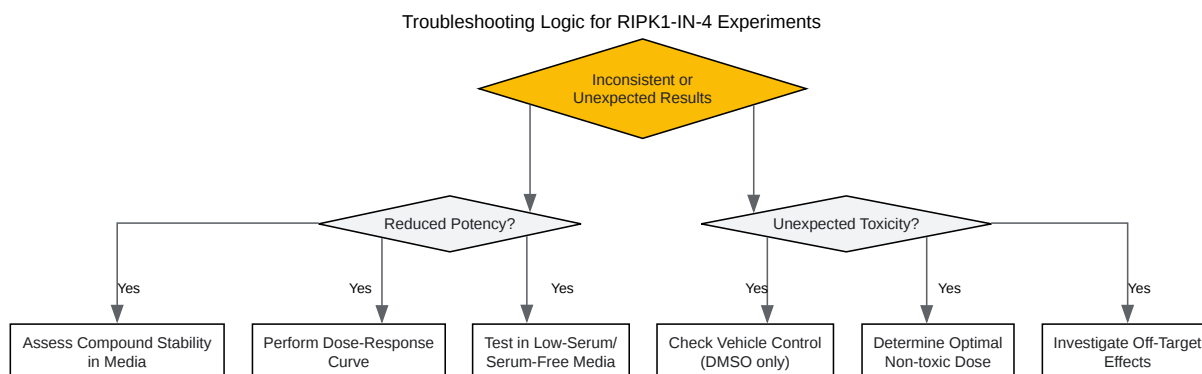 Troubleshooting Logic for RIPK1-IN-4 Experiments
Inconsistent or
Unexpected Results
Reduced Potency?
Unexpected Toxicity?
Yes
Yes
Yes
Yes
Yes
Yes
Assess Compound Stability
in Media
Perform Dose-Response
Curve
Test in Low-Serum/
Serum-Free Media
Check Vehicle Control
(DMSO only)
Determine Optimal
Non-toxic Dose
Investigate Off-Target
Effects